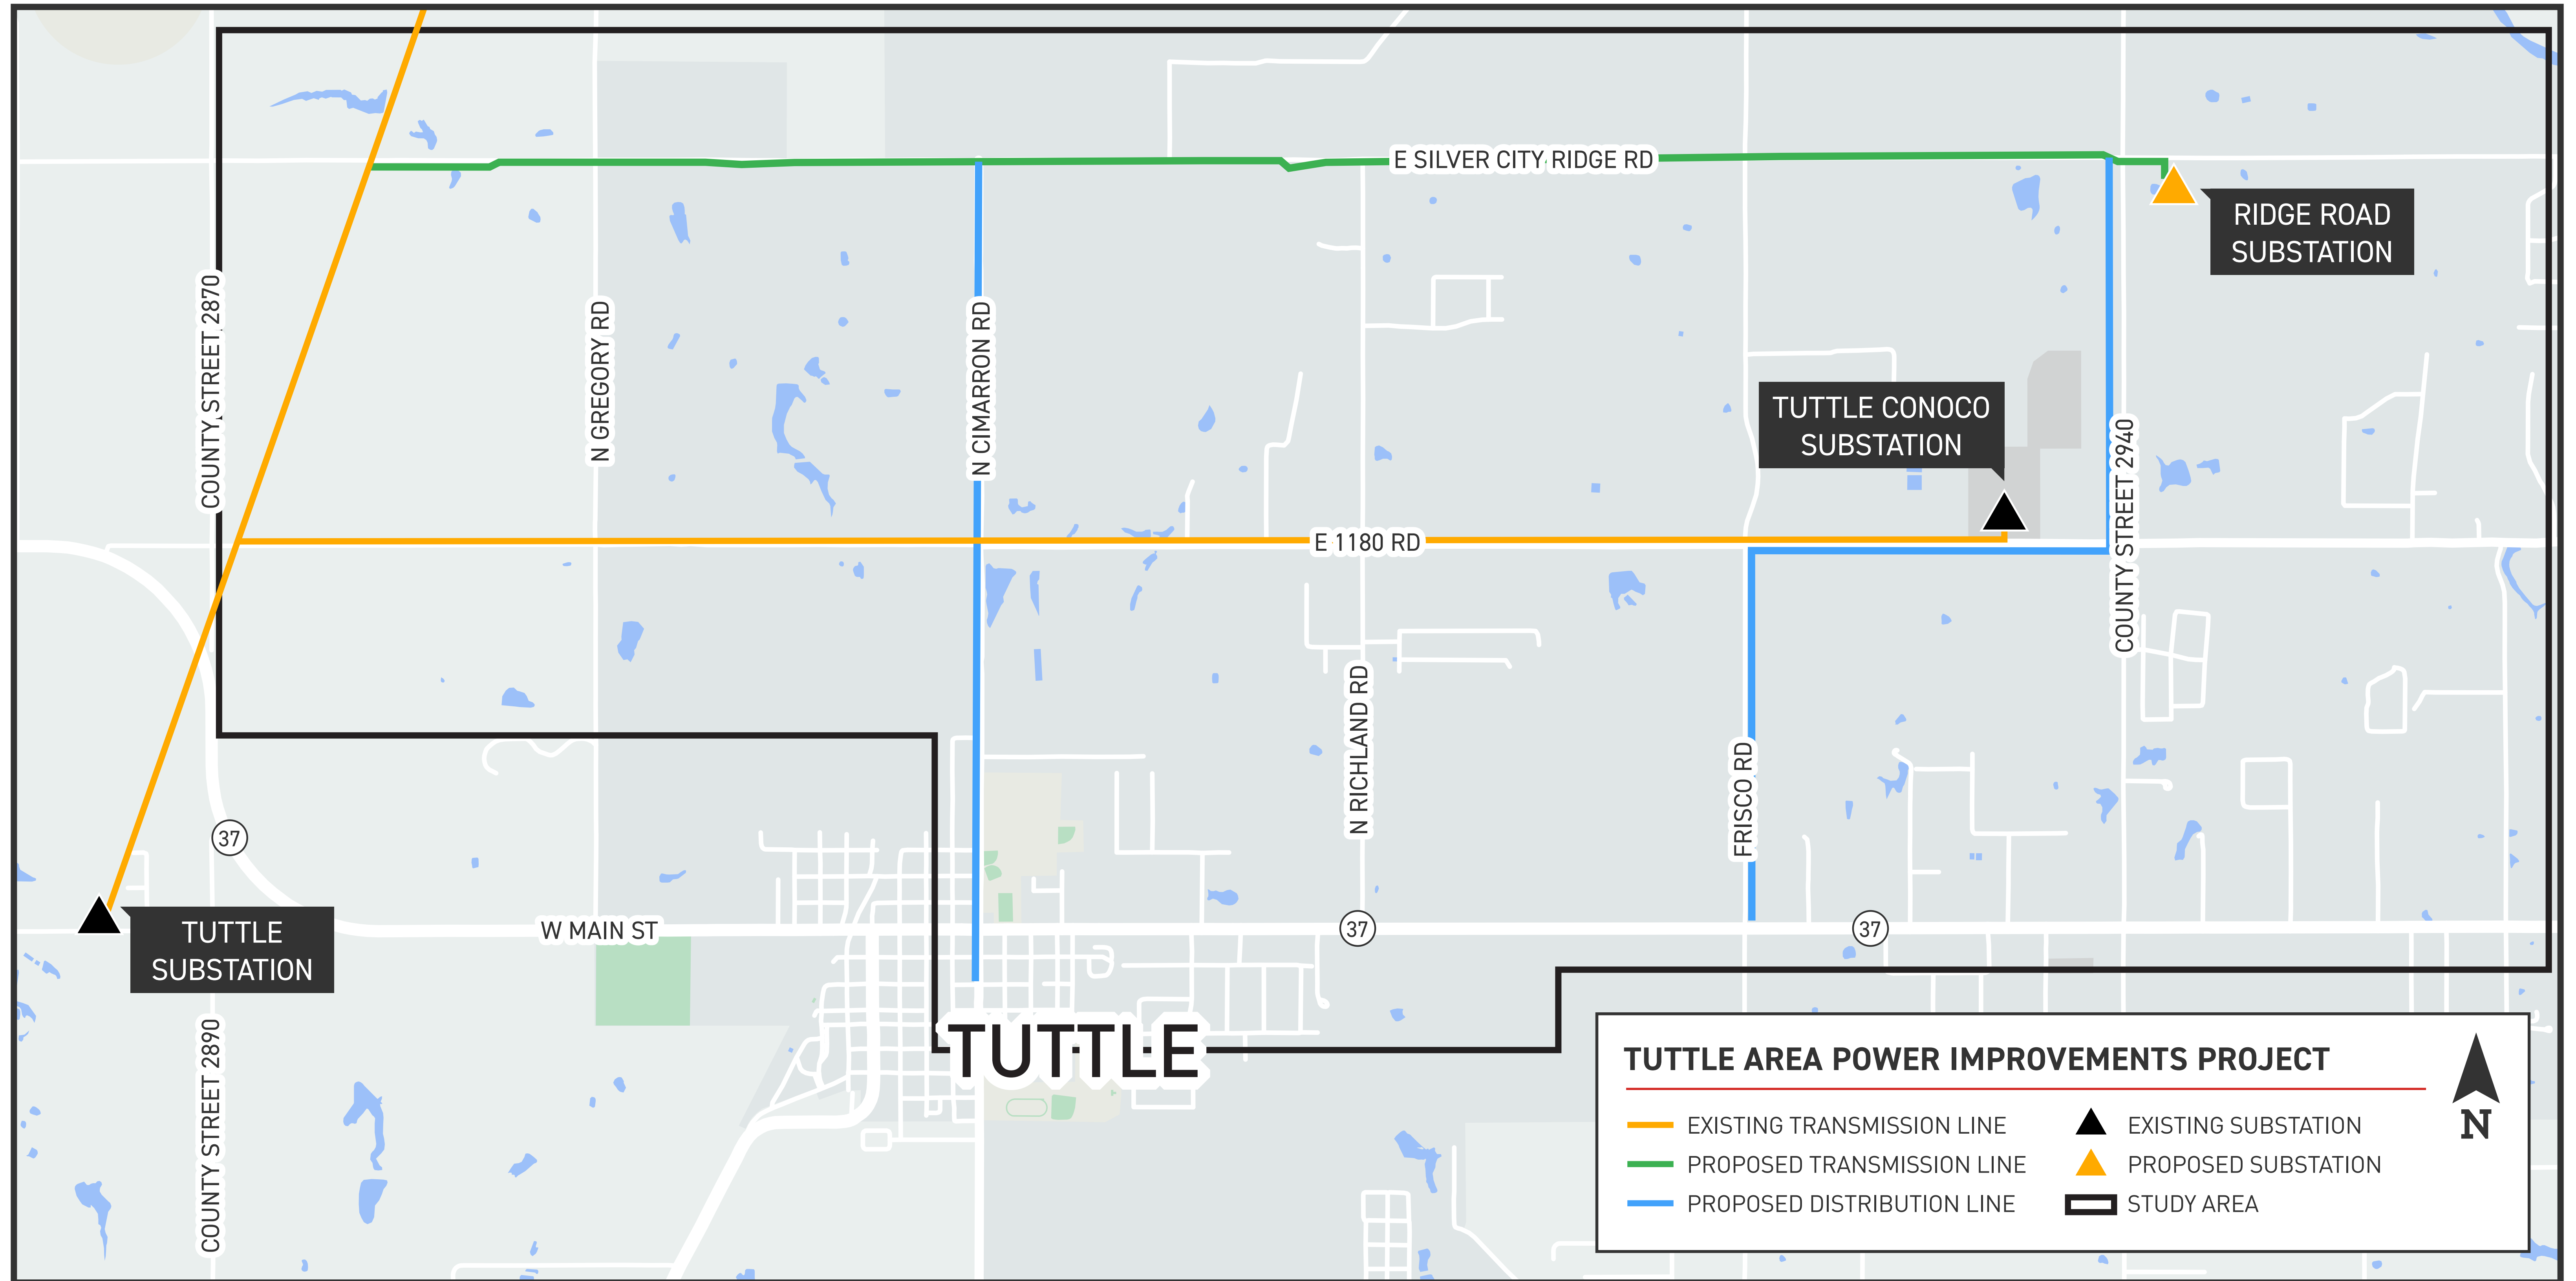 E SILVER CITY RIDGE RD
RIDGE ROAD
SUBSTATION
COUNTY STREET 2870
N GREGORY RD
N CIMARRON RD
TUTTLE CONOCO
SUBSTATION
COUNTY STREET 2940
E 1180 RD
N RICHLAND RD
FRISCO RD
37
W MAIN ST
37
37
TUTTLE
SUBSTATION
COUNTY STREET 2890
TUTTLE
TUTTLE AREA POWER IMPROVEMENTS PROJECT
EXISTING TRANSMISSION LINE
PROPOSED TRANSMISSION LINE
PROPOSED DISTRIBUTION LINE
EXISTING SUBSTATION
PROPOSED SUBSTATION
STUDY AREA
N